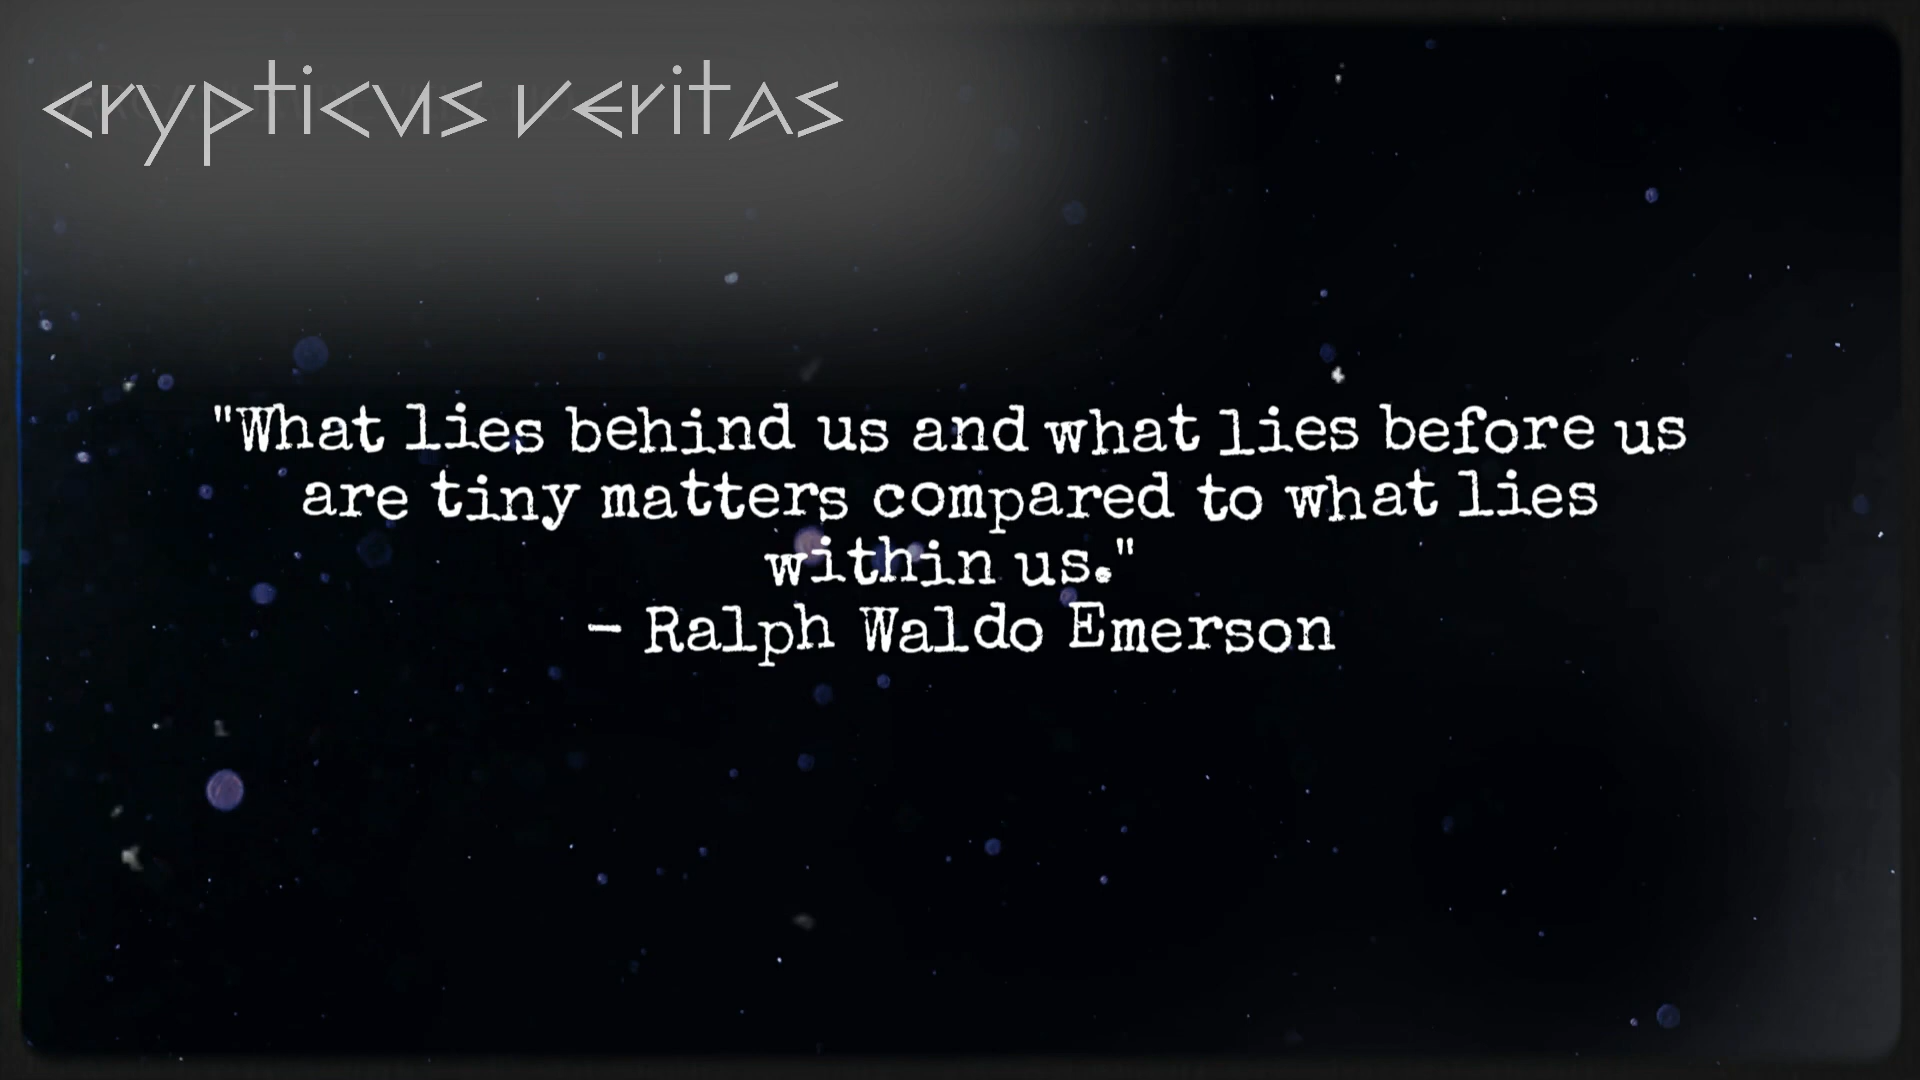 crypticus veritas
"What lies behind us and what lies before us
are tiny matters compared to what lies
within us."
- Ralph Waldo Emerson